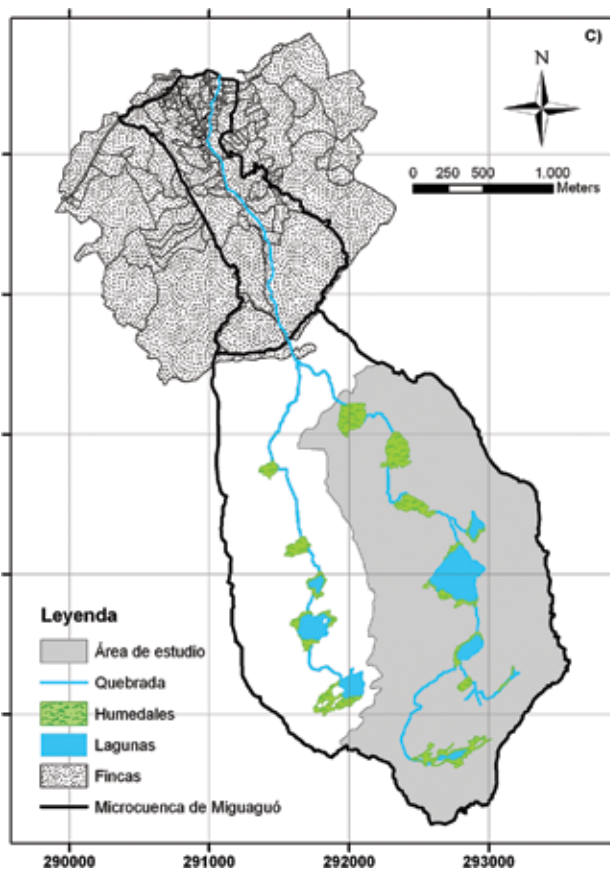 C)
N
0 250 500 1.000
Meters
Leyenda
Área de estudio
Quebrada
Humedales
Lagunas
Fincas
Microcuenca de Miguaguó
290000 291000 292000 293000